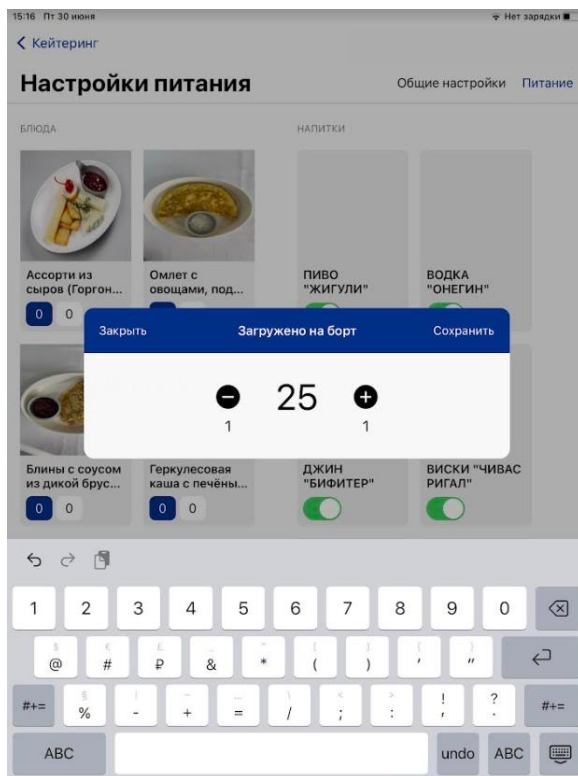 15:16 Пт 30 июня
Нет зарядки
Кейтеринг
Настройки питания
Общие настройки Питание
БЛЮДА
НАПИТКИ
Ассорти из
сыров (Горгон...
Омлет с
овощами, под...
ПИВО
"ЖИГУЛИ"
ВОДКА
"ОНЕГИН"
0 0
Закрыть Загружено на борт Сохранить
25
1 1
Блины с соусом
из дикой брус...
Геркулесовая
каша с печёны...
ДЖИН
"БИФИТЕР"
ВИСКИ "ЧИВАС
РИГАЛ"
0 0 0 0
1 2 3 4 5 6 7 8 9 0
$ € £ _ ^ [ ] { }
@ # ₽ & * ( ) ' "
§ | ~ … \ < > ! ?
#+= % - + = / ; : , . #+=
ABC undo ABC